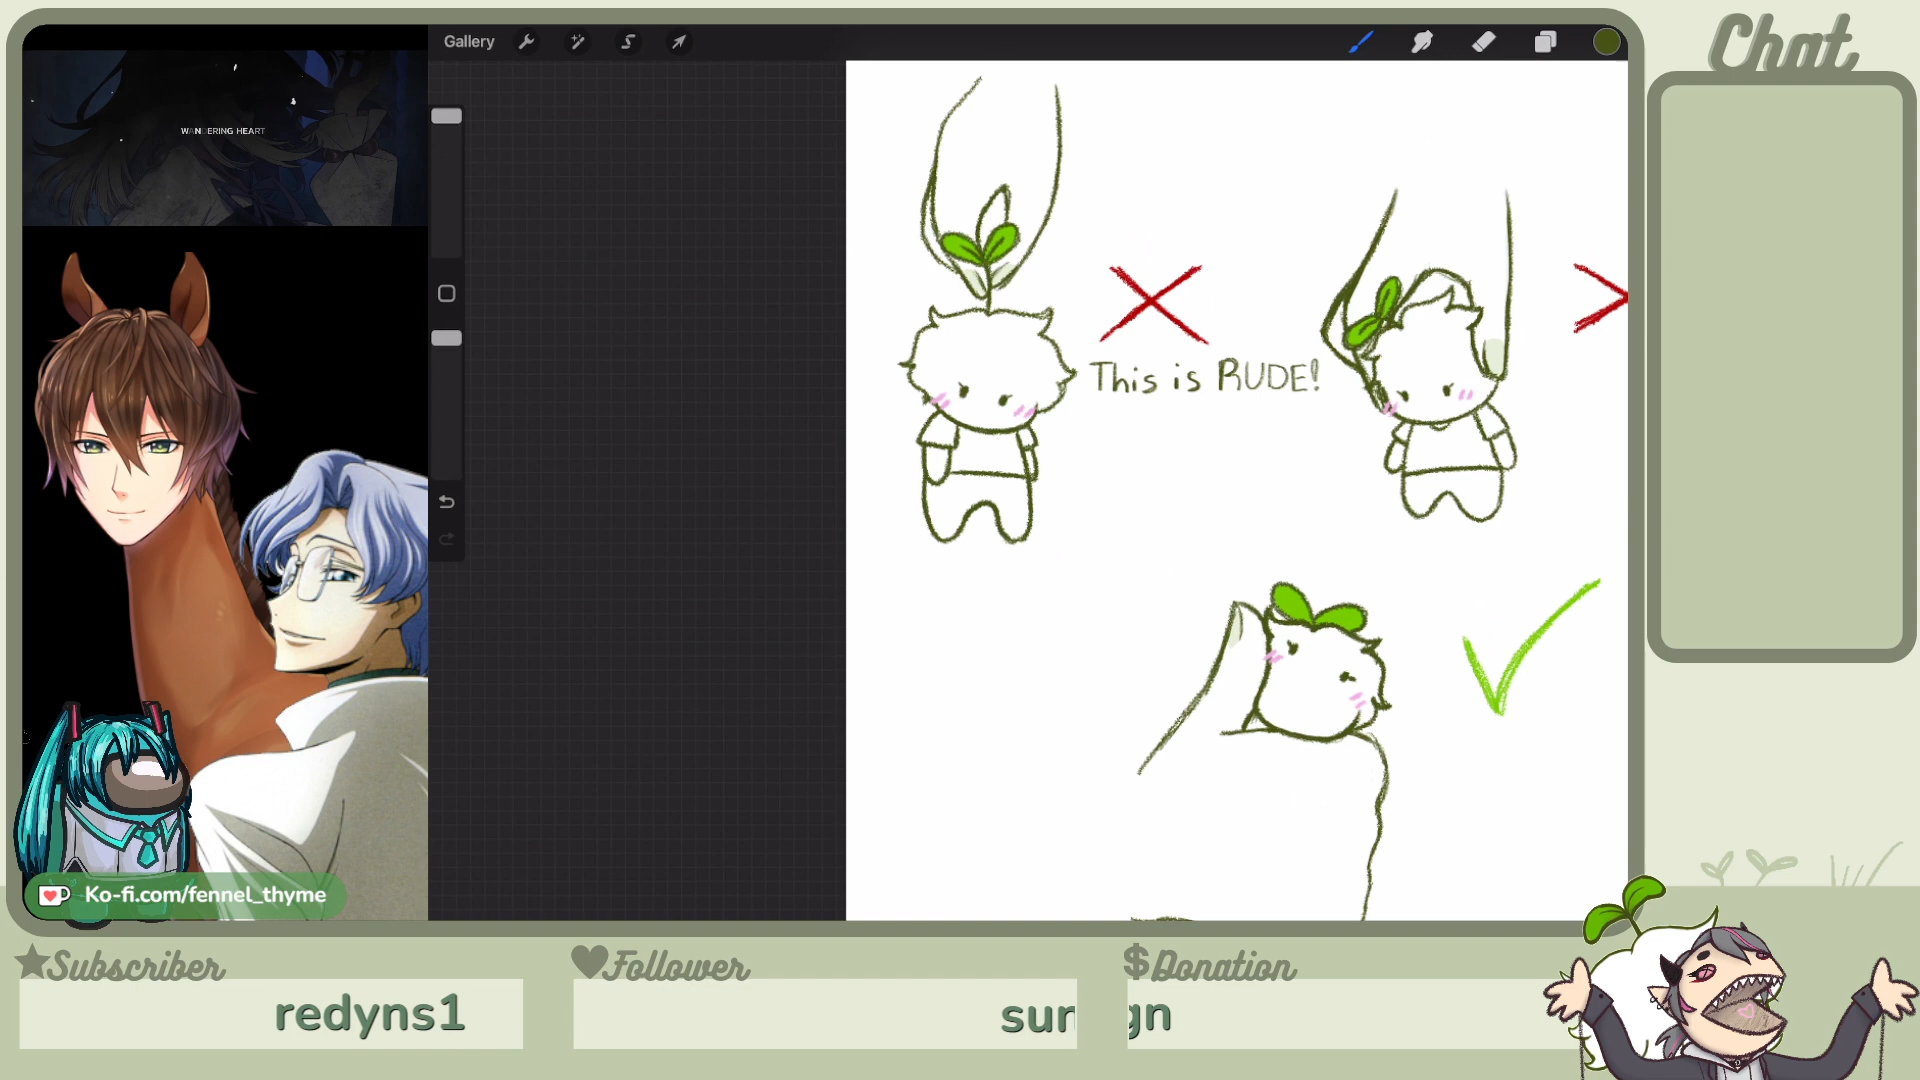 Gallery
Chat
WANDERING HEART
This is RUDE!
Ko-fi.com/fennel_thyme
Subscriber
Follower
$Donation
redyns1
sur
gn